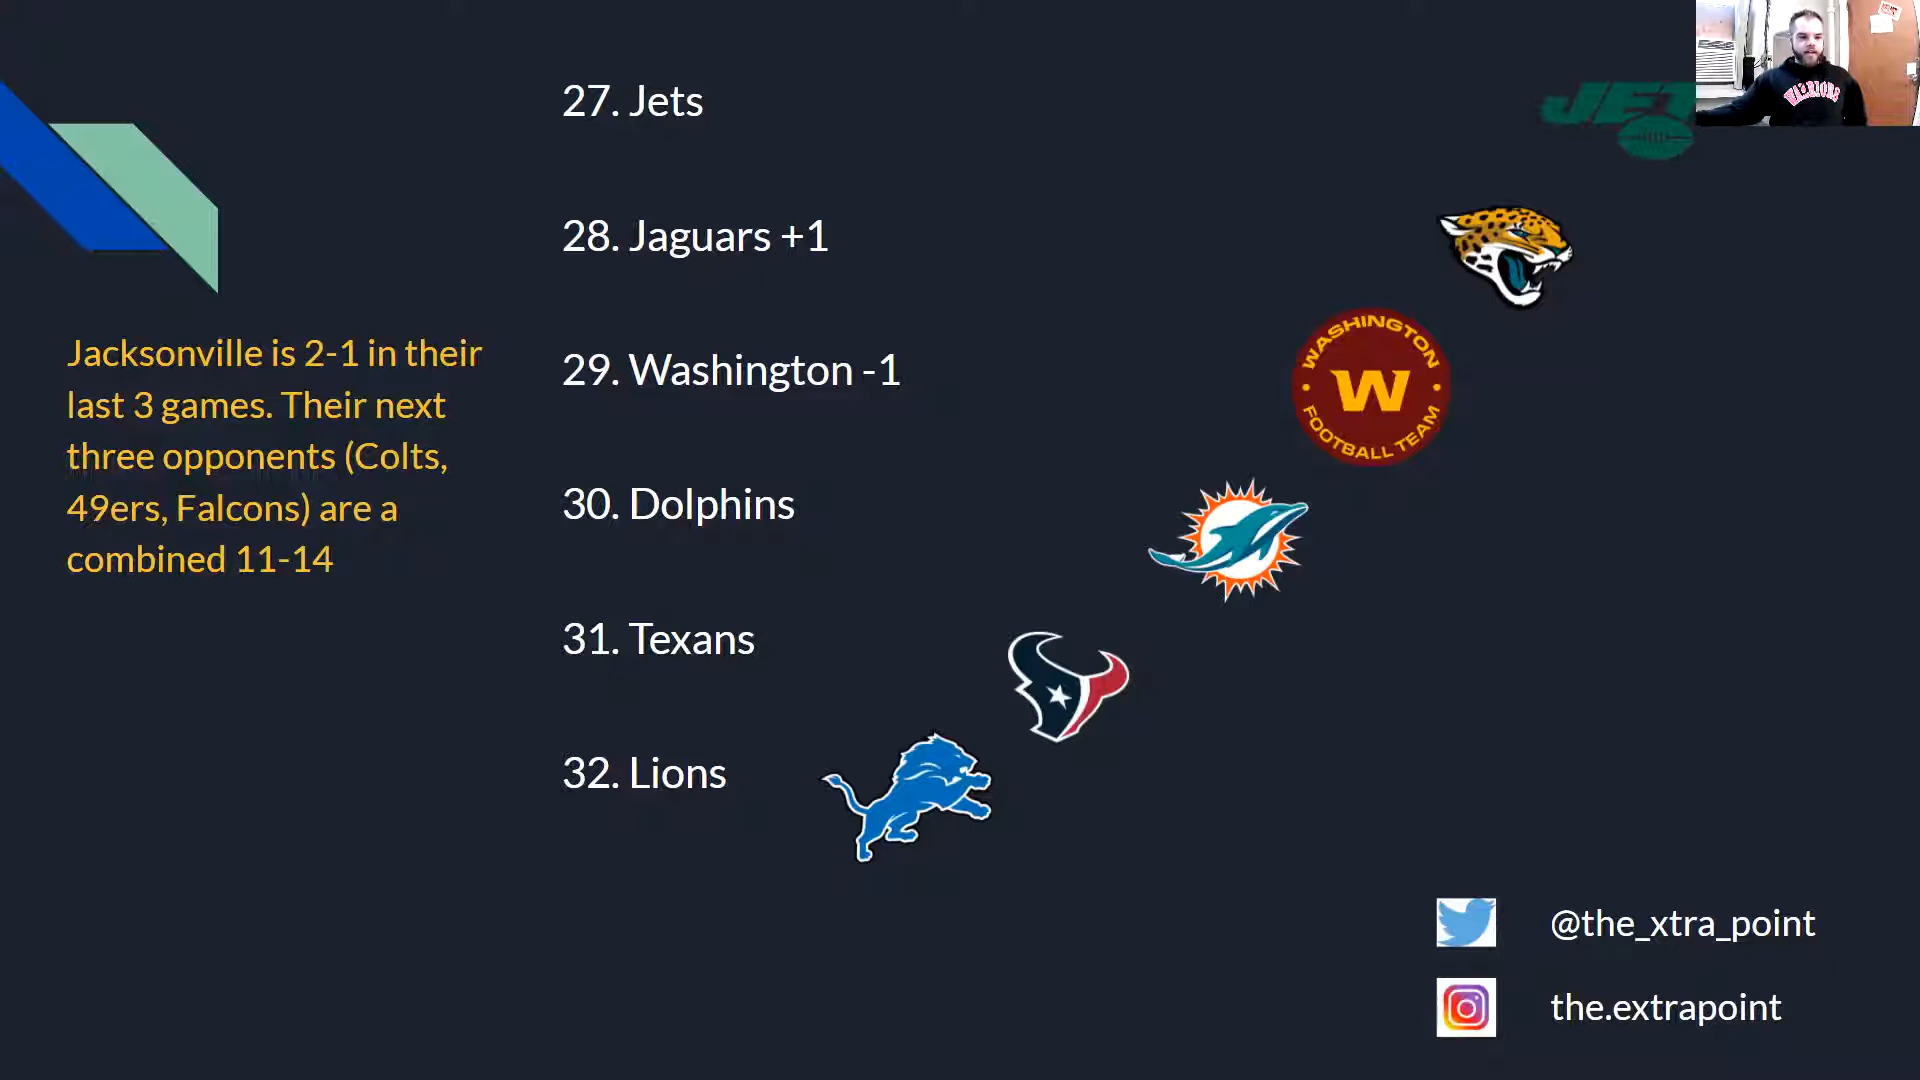 27. Jets
JET
WARRIORS
28. Jaguars +1
29. Washington -1
WASHINGTON
W
FOOTBALL TEAM
Jacksonville is 2-1 in their
last 3 games. Their next
three opponents (Colts,
49ers, Falcons) are a
combined 11-14
30. Dolphins
31. Texans
32. Lions
@the_xtra_point
the.extrapoint